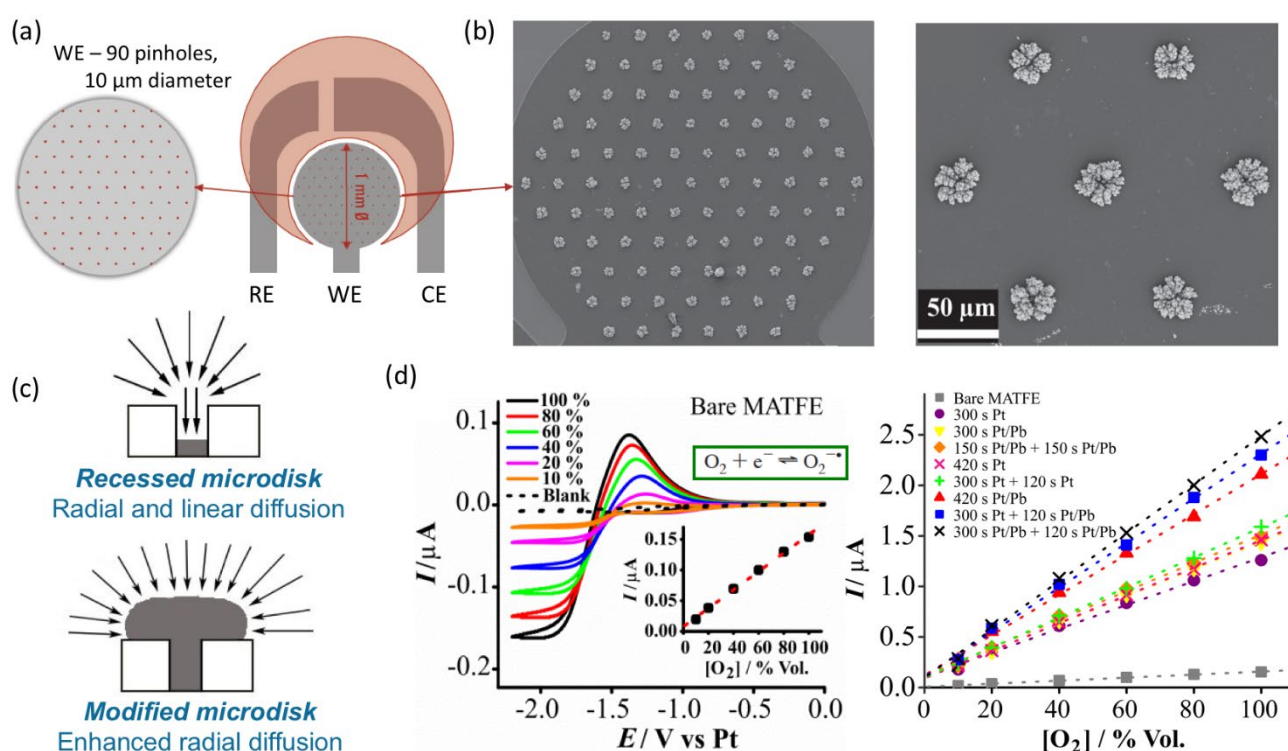 (a)
WE – 90 pinholes,
10 µm diameter
1 mm Ø
RE
WE
CE
(b)
50 µm
(c)
Recessed microdisk
Radial and linear diffusion
Modified microdisk
Enhanced radial diffusion
(d)
0.1
0.0
-0.1
-0.2
I/µA
100 %
80 %
60 %
40 %
20 %
10 %
Blank
Bare MATFE
O₂ + e⁻ ⇌ O₂⁻•
I/µA
0.15
0.10
0.05
0.00
0 20 40 60 80 100
[O₂] / % Vol.
-2.0 -1.5 -1.0 -0.5 0.0
E/ V vs Pt
I/µA
2.5
2.0
1.5
1.0
0.5
0.0
Bare MATFE
300 s Pt
300 s Pt/Pb
150 s Pt/Pb + 150 s Pt/Pb
420 s Pt
300 s Pt + 120 s Pt
420 s Pt/Pb
300 s Pt + 120 s Pt/Pb
300 s Pt/Pb + 120 s Pt/Pb
0 20 40 60 80 100
[O₂] / % Vol.